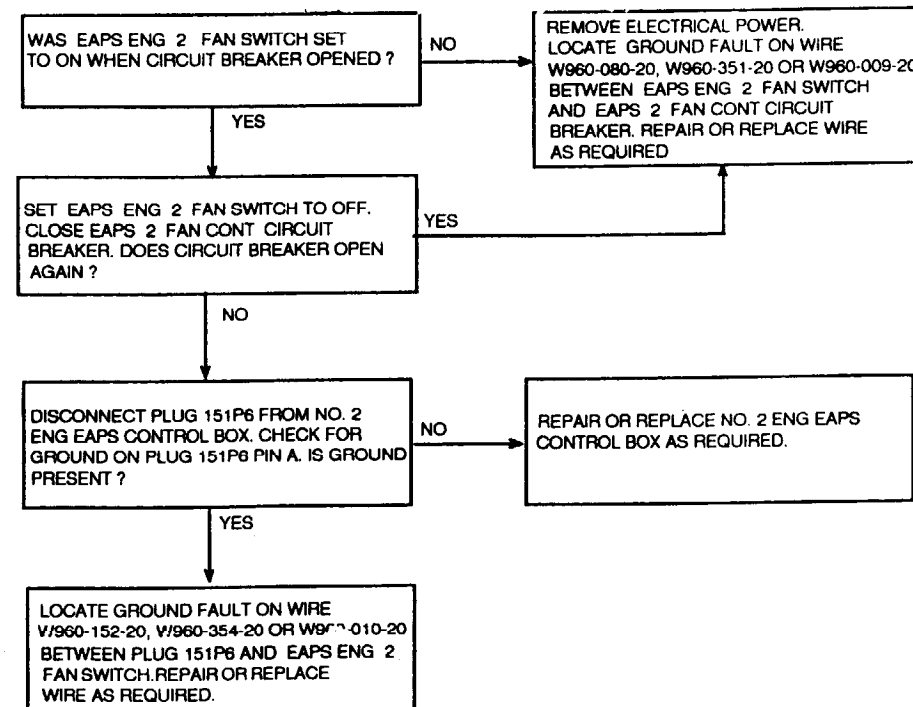 WAS EAPS ENG 2 FAN SWITCH SET
TO ON WHEN CIRCUIT BREAKER OPENED ?
NO
REMOVE ELECTRICAL POWER.
LOCATE GROUND FAULT ON WIRE
W960-080-20, W960-351-20 OR W960-009-20
BETWEEN EAPS ENG 2 FAN SWITCH
AND EAPS 2 FAN CONT CIRCUIT
BREAKER. REPAIR OR REPLACE WIRE
AS REQUIRED
YES
SET EAPS ENG 2 FAN SWITCH TO OFF.
CLOSE EAPS 2 FAN CONT CIRCUIT
BREAKER. DOES CIRCUIT BREAKER OPEN
AGAIN ?
YES
NO
DISCONNECT PLUG 151P6 FROM NO. 2
ENG EAPS CONTROL BOX. CHECK FOR
GROUND ON PLUG 151P6 PIN A. IS GROUND
PRESENT ?
NO
REPAIR OR REPLACE NO. 2 ENG EAPS
CONTROL BOX AS REQUIRED.
YES
LOCATE GROUND FAULT ON WIRE
W960-152-20, W960-354-20 OR
BETWEEN PLUG 151P6 AND EAPS ENG 2
FAN SWITCH.REPAIR OR REPLACE
WIRE AS REQUIRED.